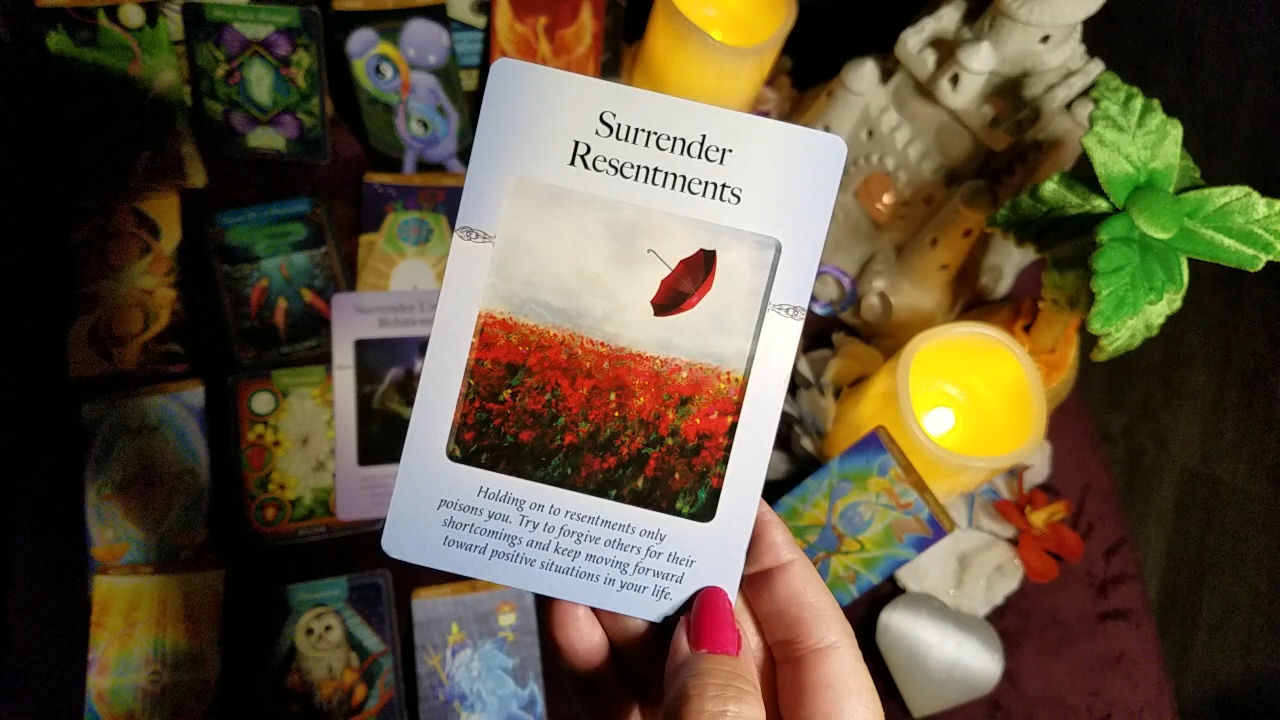 Surrender
Resentments
Holding on to resentments only
poisons you. Try to forgive others for their
shortcomings and keep moving forward
toward positive situations in your life.
Surrender